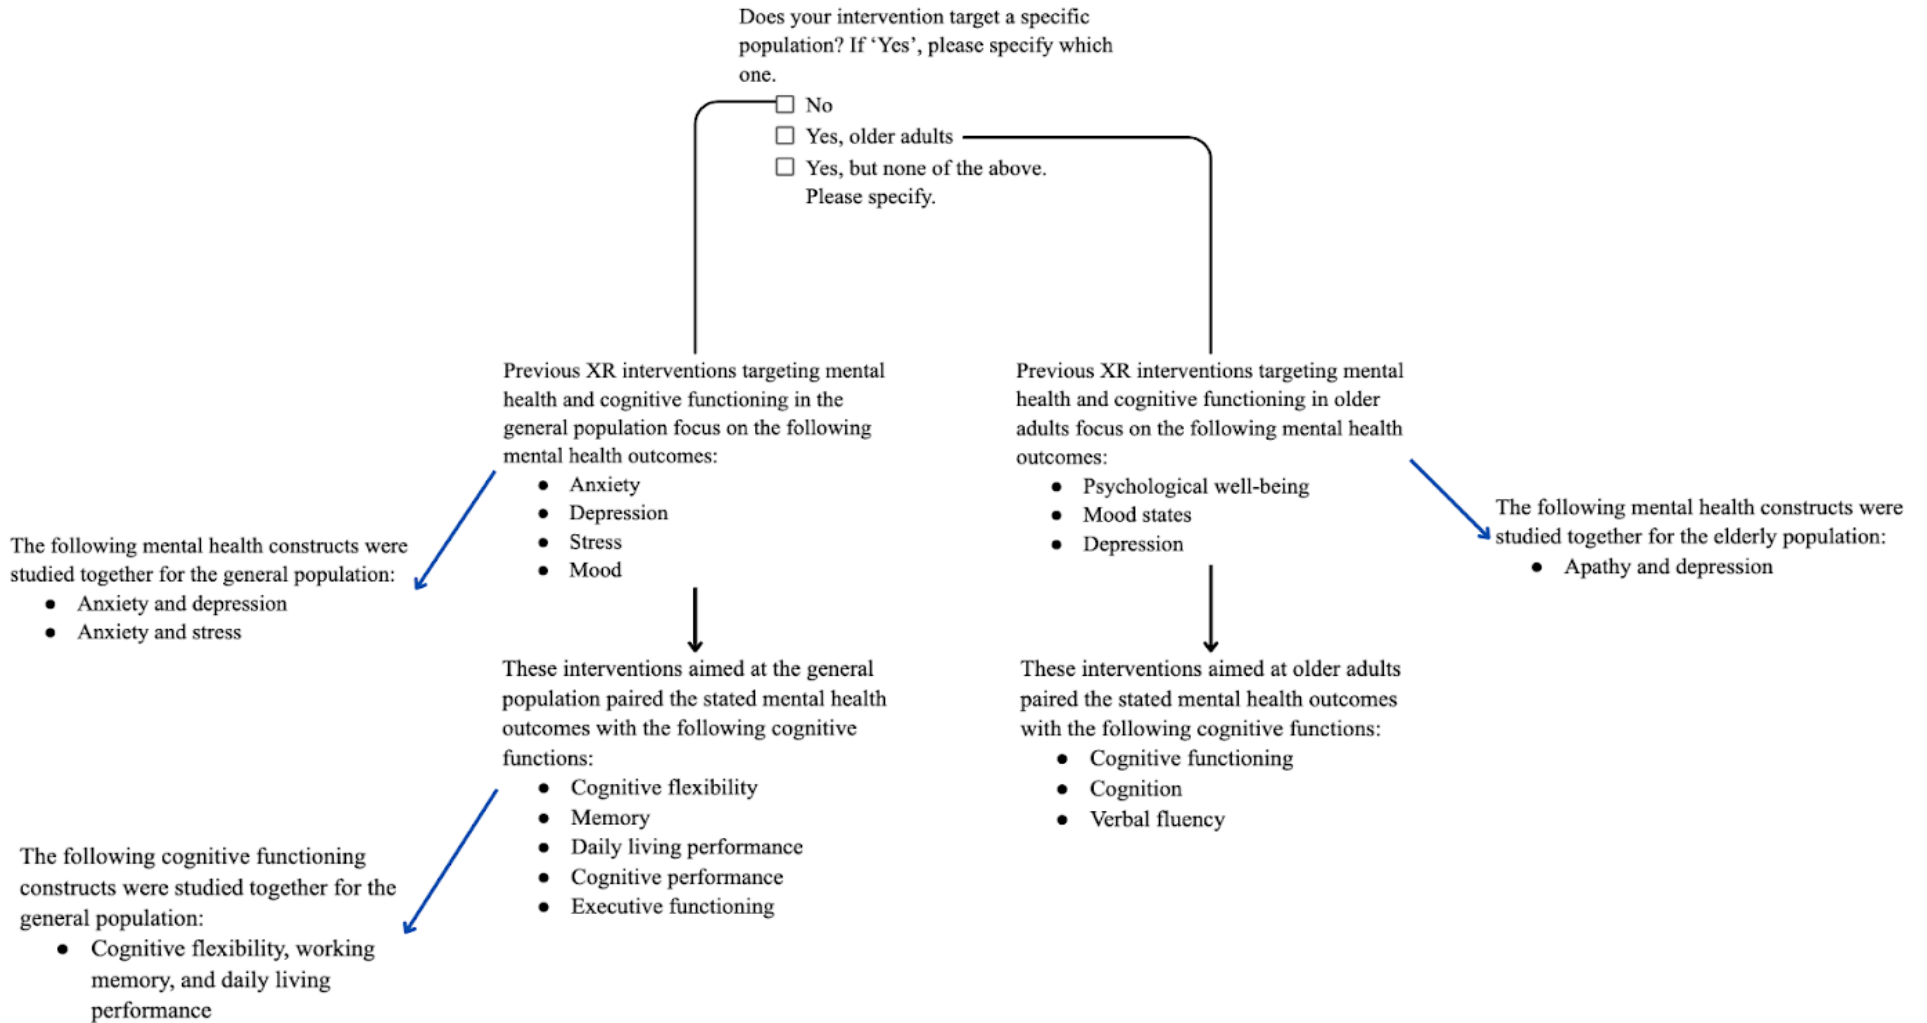 Does your intervention target a specific
population? If ‘Yes’, please specify which
one.
No
Yes, older adults
Yes, but none of the above.
Please specify.
Previous XR interventions targeting mental
health and cognitive functioning in the
general population focus on the following
mental health outcomes:
● Anxiety
● Depression
● Stress
● Mood
Previous XR interventions targeting mental
health and cognitive functioning in older
adults focus on the following mental health
outcomes:
● Psychological well-being
● Mood states
● Depression
The following mental health constructs were
studied together for the general population:
● Anxiety and depression
● Anxiety and stress
The following mental health constructs were
studied together for the elderly population:
● Apathy and depression
These interventions aimed at the general
population paired the stated mental health
outcomes with the following cognitive
functions:
● Cognitive flexibility
● Memory
● Daily living performance
● Cognitive performance
● Executive functioning
These interventions aimed at older adults
paired the stated mental health outcomes
with the following cognitive functions:
● Cognitive functioning
● Cognition
● Verbal fluency
The following cognitive functioning
constructs were studied together for the
general population:
● Cognitive flexibility, working
memory, and daily living
performance